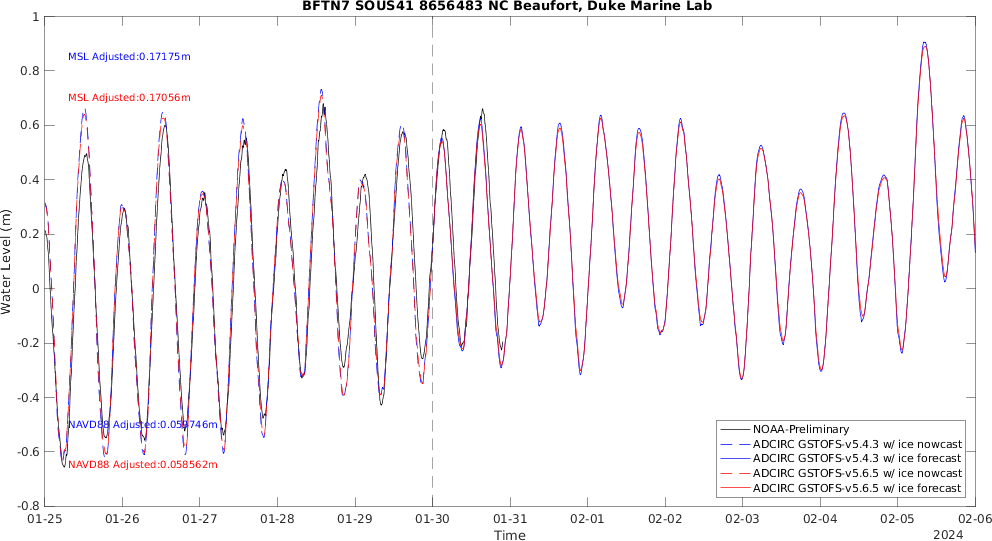 BFTN7 SOUS41 8656483 NC Beaufort, Duke Marine Lab
1
0.8
0.6
0.4
0.2
0
-0.2
-0.4
-0.6
-0.8
Water Level (m)
MSL Adjusted:0.17175m
MSL Adjusted:0.17056m
NAVD88 Adjusted:0.059746m
NAVD88 Adjusted:0.058562m
NOAA-Preliminary
ADCIRC GSTOFS-v5.4.3 w/ ice nowcast
ADCIRC GSTOFS-v5.4.3 w/ ice forecast
ADCIRC GSTOFS-v5.6.5 w/ ice nowcast
ADCIRC GSTOFS-v5.6.5 w/ ice forecast
01-25 01-26 01-27 01-28 01-29 01-30 01-31 02-01 02-02 02-03 02-04 02-05 02-06
Time
2024